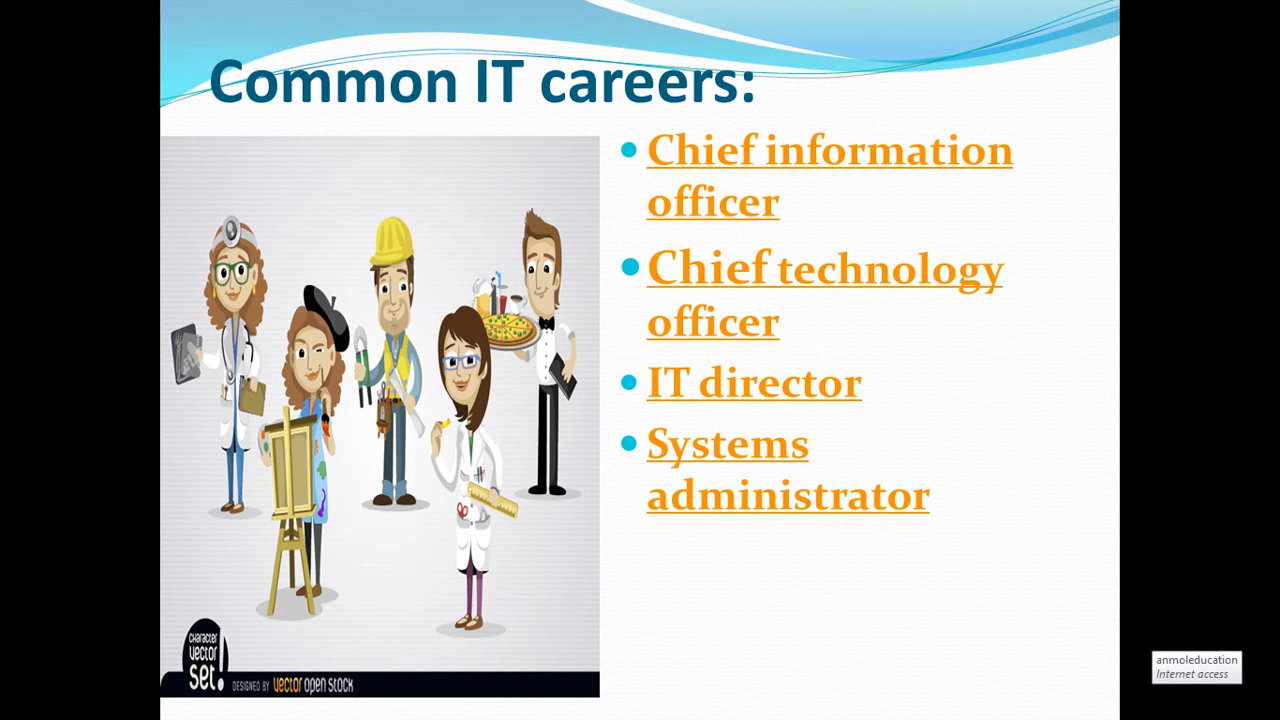 Common IT careers:
Chief information
officer
Chief technology
officer
IT director
Systems
administrator
CHARACTER
VECTOR
SET!
DESIGNED BY VECTOR OPEN STOCK
anmoleducation
Internet access